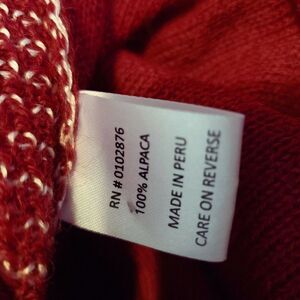 RN # 0102876
100% ALPACA
MADE IN PERU
CARE ON REVERSE